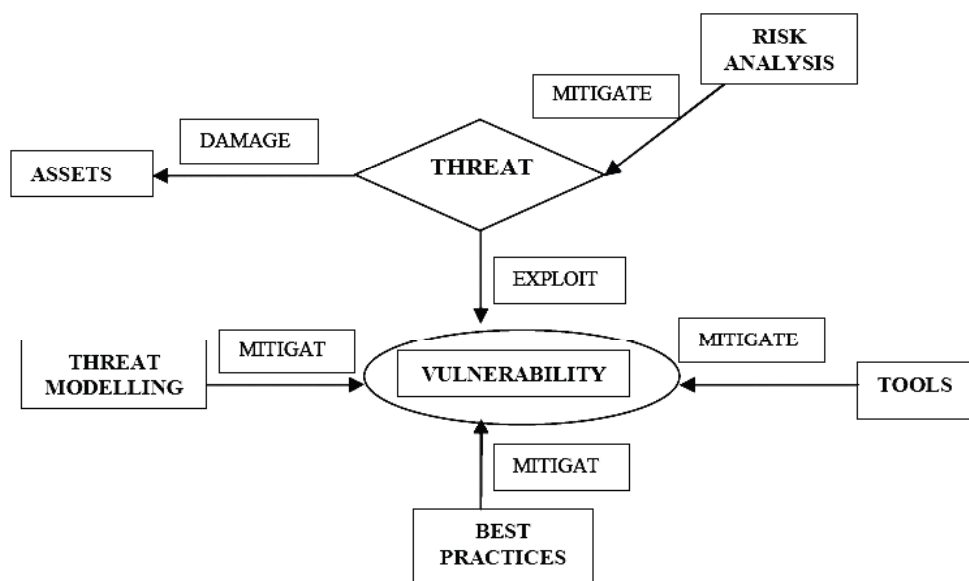 RISK
ANALYSIS
MITIGATE
DAMAGE
THREAT
ASSETS
EXPLOIT
MITIGAT
MITIGATE
THREAT
MODELLING
VULNERABILITY
TOOLS
MITIGAT
BEST
PRACTICES